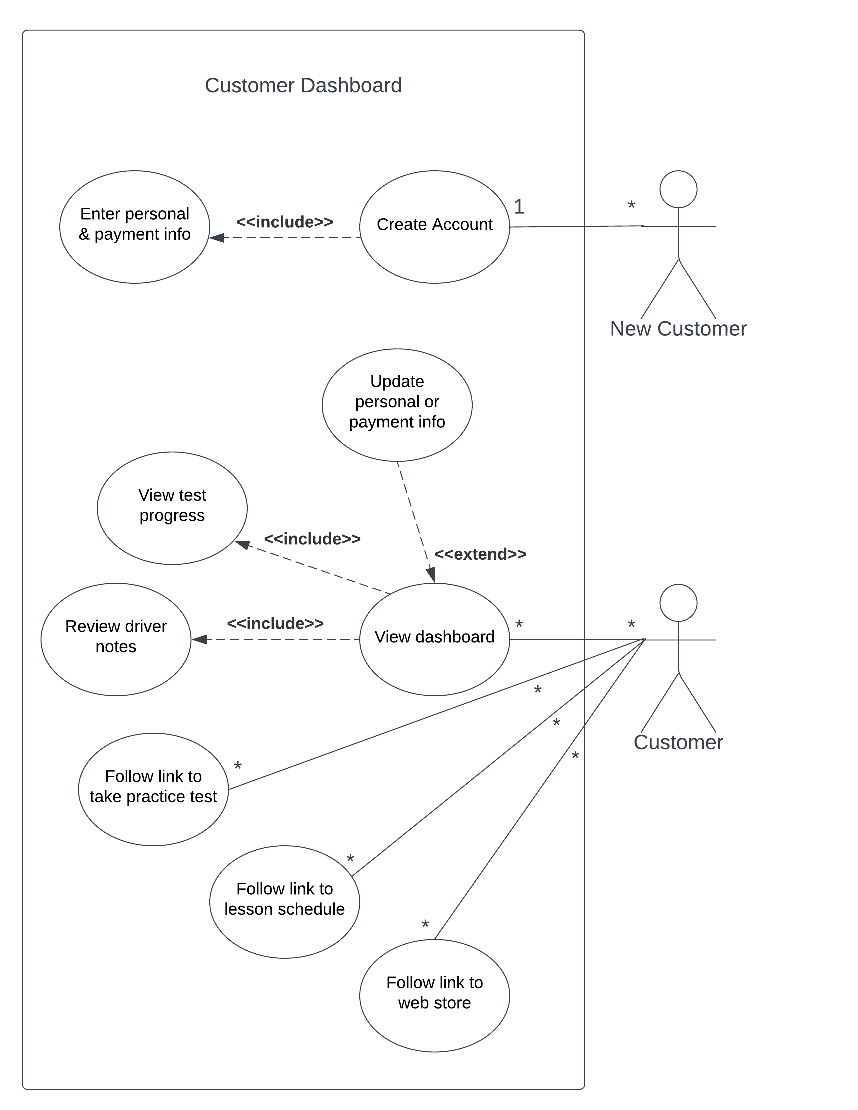 Customer Dashboard
Enter personal
& payment info
<<include>>
Create Account
1
*
New Customer
Update
personal or
payment info
View test
progress
<<include>>
<<extend>>
Review driver
notes
<<include>>
View dashboard
*
*
*
*
*
Customer
Follow link to
take practice test
*
Follow link to
lesson schedule
*
*
Follow link to
web store